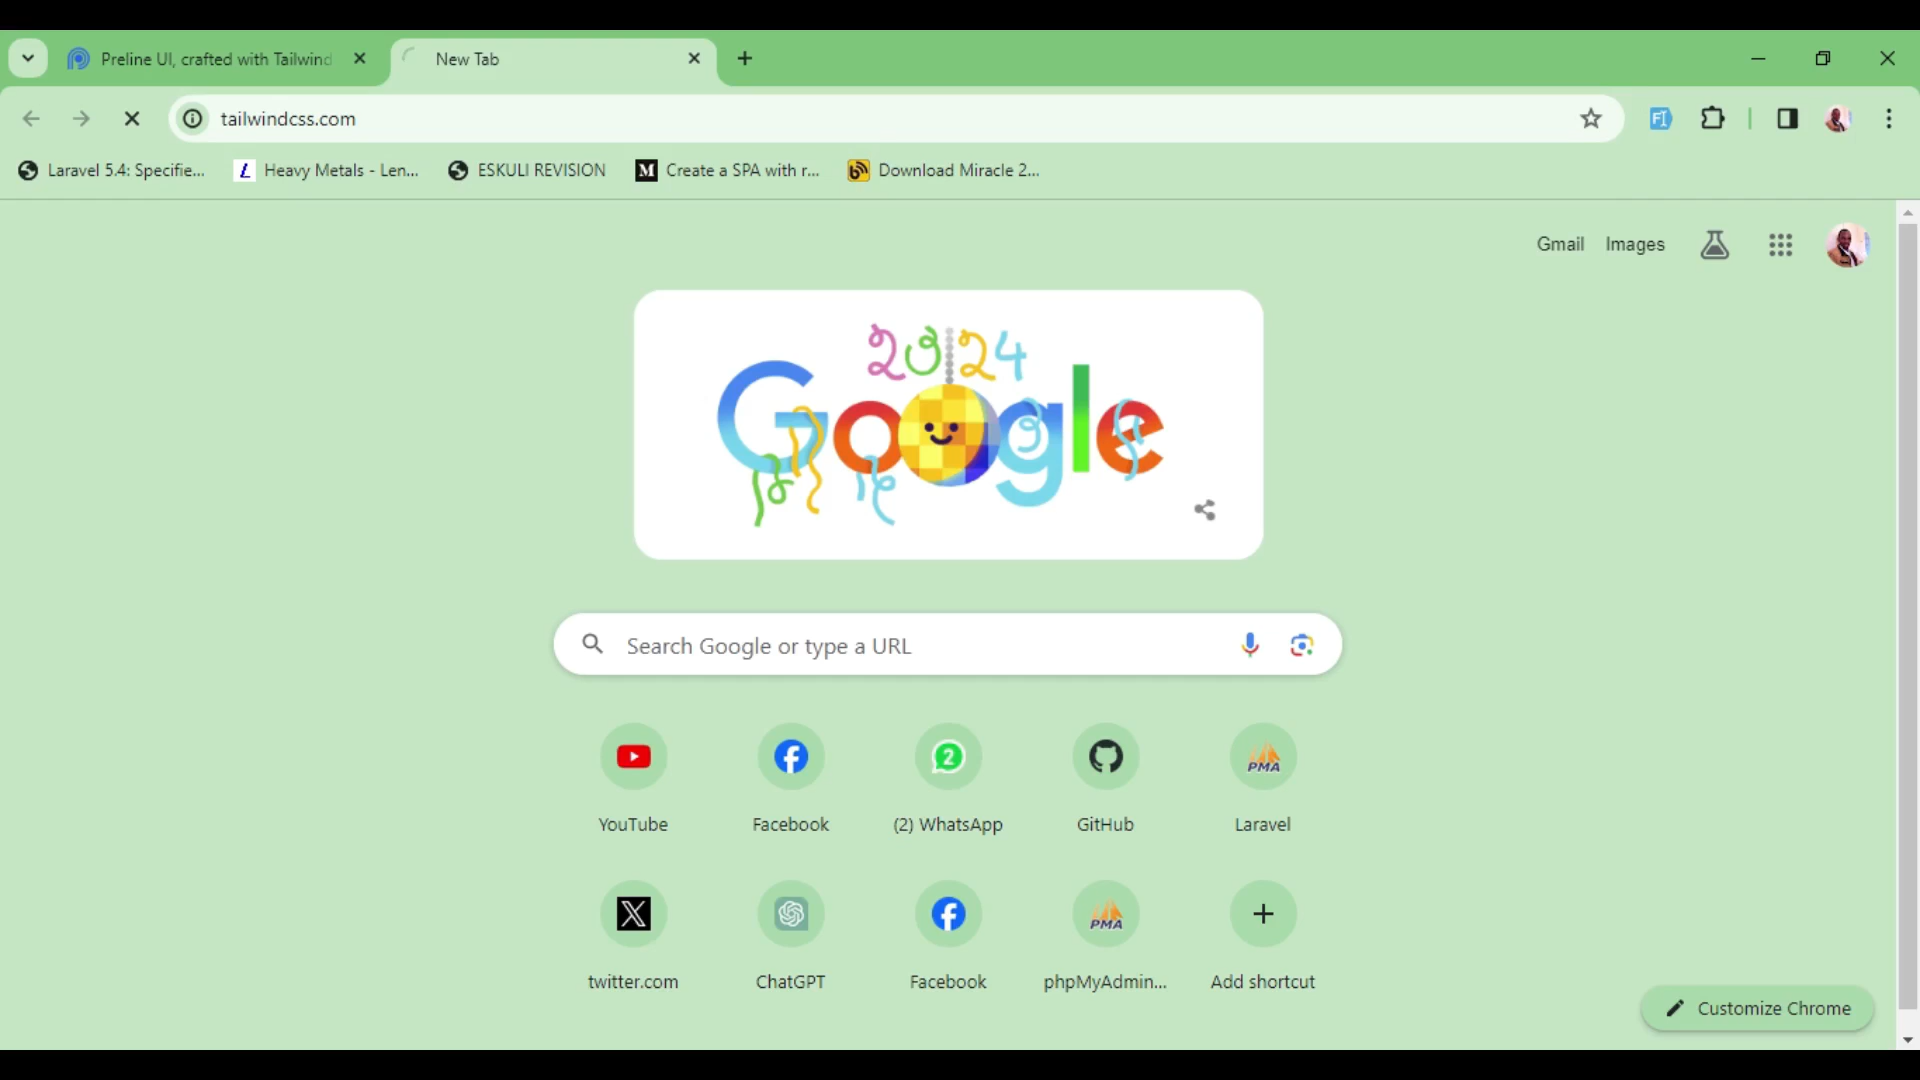 Preline UI, crafted with Tailwind
New Tab
tailwindcss.com
Laravel 5.4: Specifie...
Heavy Metals - Len...
ESKULI REVISION
Create a SPA with r...
Download Miracle 2...
Gmail
Images
2024
Google
Search Google or type a URL
YouTube
Facebook
(2) WhatsApp
GitHub
Laravel
twitter.com
ChatGPT
Facebook
phpMyAdmin...
Add shortcut
Customize Chrome